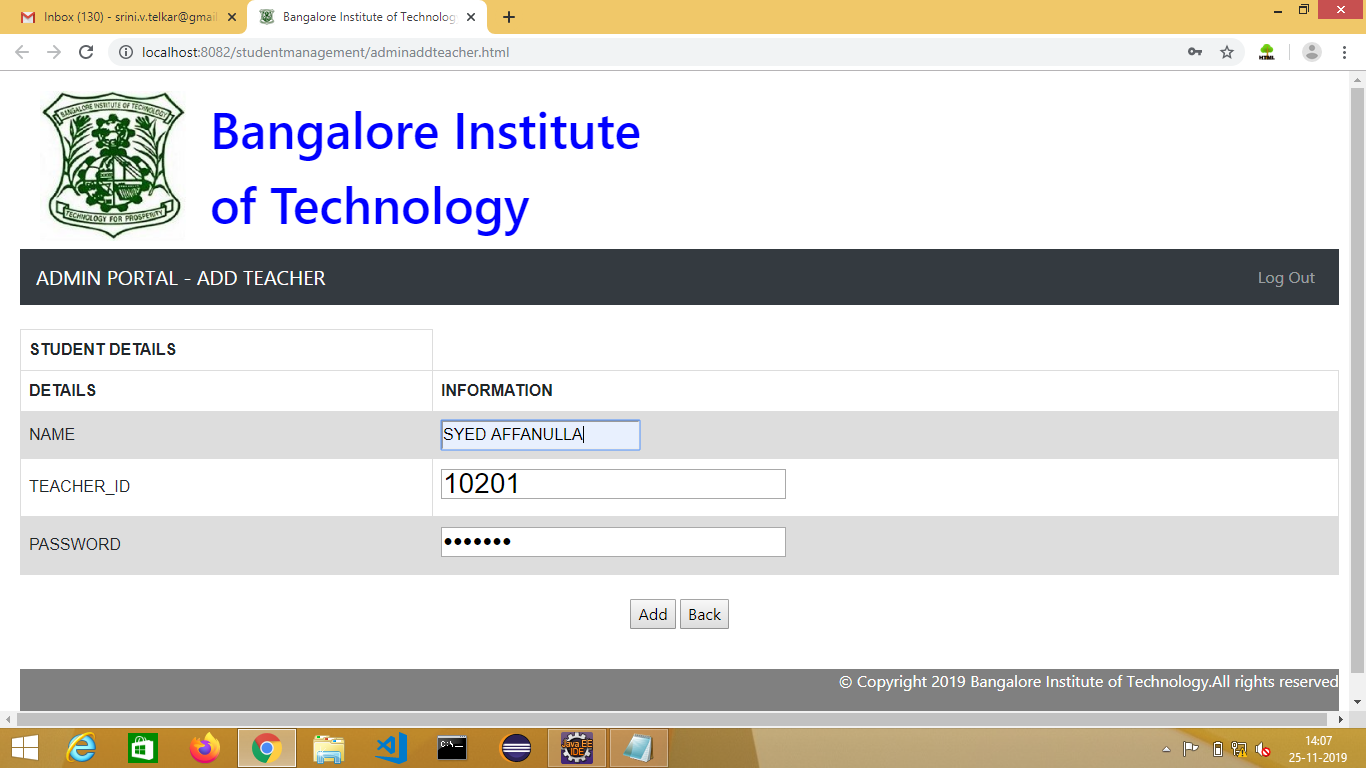 Inbox (130) - srini.v.telkar@gmail
Bangalore Institute of Technology
localhost:8082/studentmanagement/adminaddteacher.html
HTML
BANGALORE INSTITUTE OF TECHNOLOGY
TECHNOLOGY FOR PROSPERITY
Bangalore Institute
of Technology
ADMIN PORTAL - ADD TEACHER
Log Out
STUDENT DETAILS
DETAILS
INFORMATION
NAME
SYED AFFANULLA
TEACHER_ID
10201
PASSWORD
•••••••
Add
Back
© Copyright 2019 Bangalore Institute of Technology.All rights reserved
C:\_
Java EE
IDE
14:07
25-11-2019